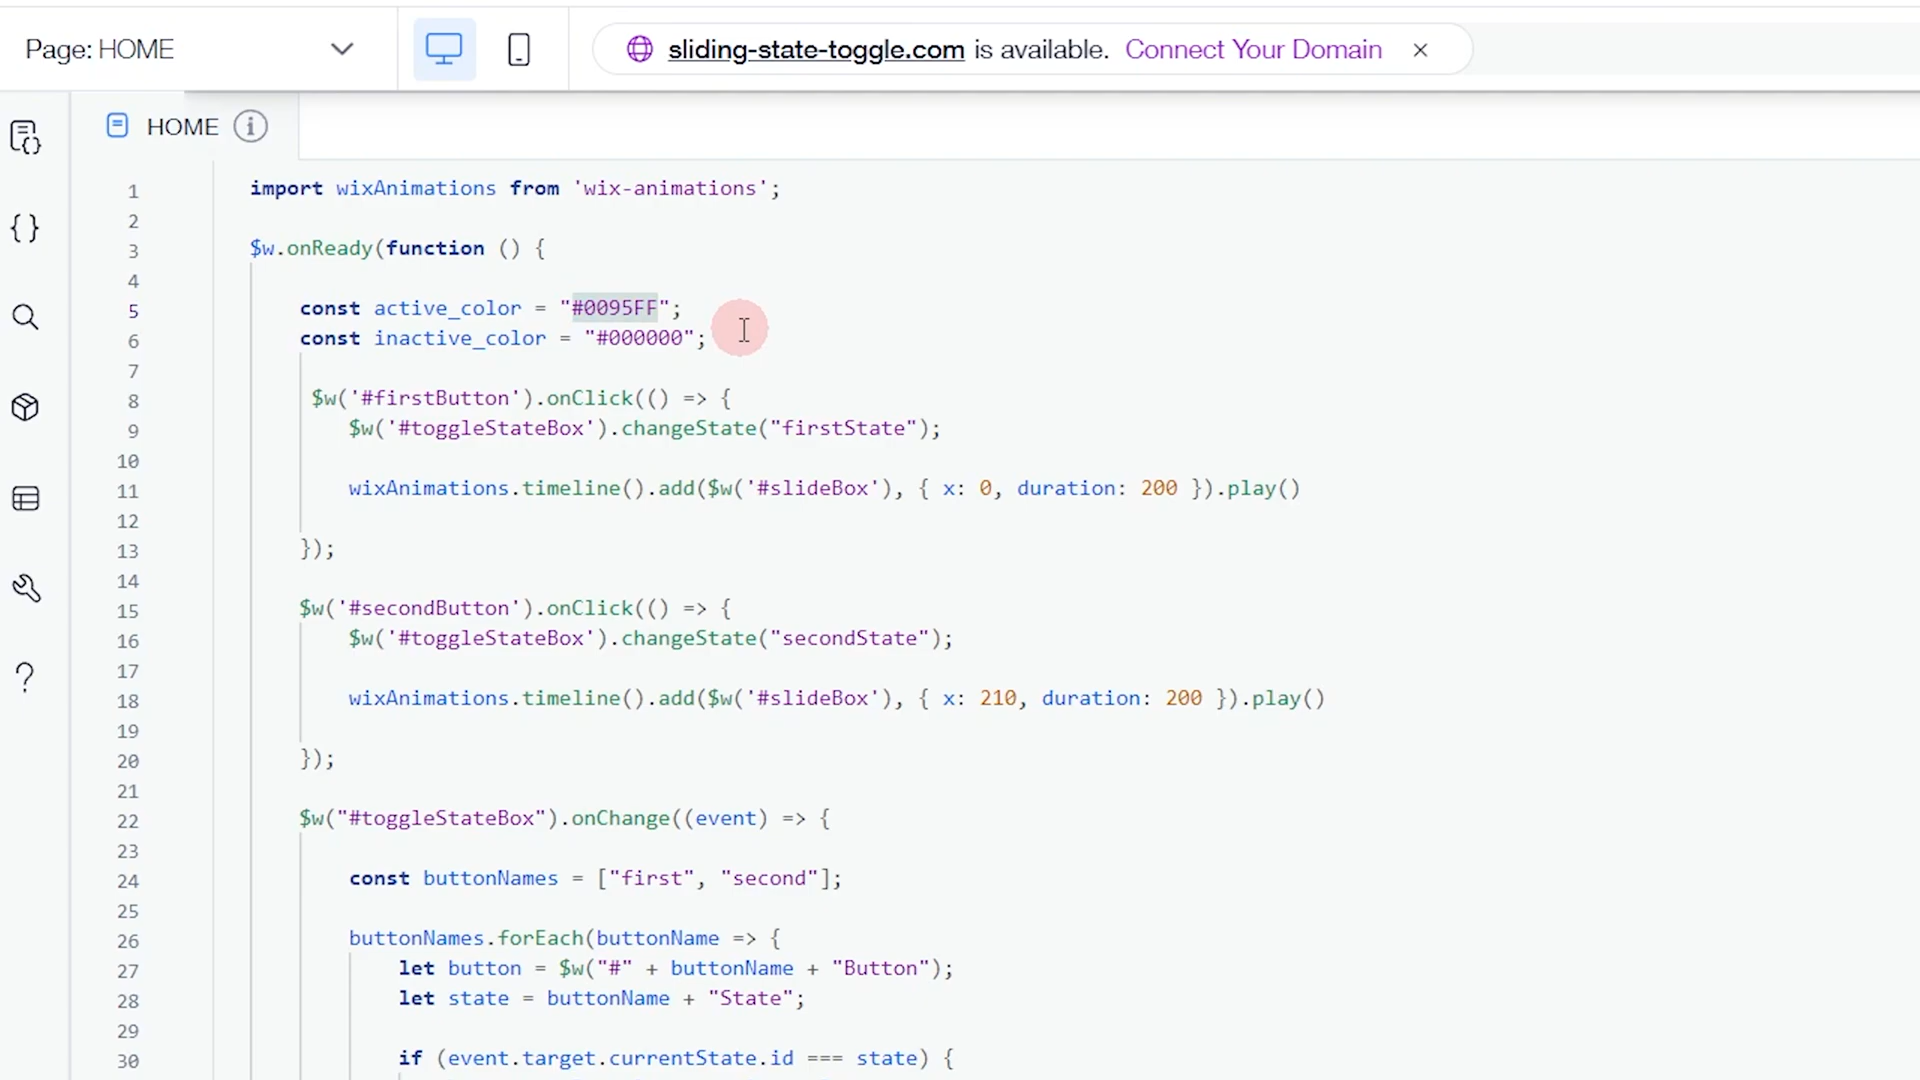 Page: HOME
sliding-state-toggle.com is available. Connect Your Domain
HOME
1 import wixAnimations from 'wix-animations';
2
3 $w.onReady(function () {
4
5 const active_color = "#0095FF";
6 const inactive_color = "#000000";
7
8 $w('#firstButton').onClick(() => {
9 $w('#toggleStateBox').changeState("firstState");
10
11 wixAnimations.timeline().add($w('#slideBox'), { x: 0, duration: 200 }).play()
12
13 });
14
15 $w('#secondButton').onClick(() => {
16 $w('#toggleStateBox').changeState("secondState");
17
18 wixAnimations.timeline().add($w('#slideBox'), { x: 210, duration: 200 }).play()
19
20 });
21
22 $w("#toggleStateBox").onChange((event) => {
23
24 const buttonNames = ["first", "second"];
25
26 buttonNames.forEach(buttonName => {
27 let button = $w("#" + buttonName + "Button");
28 let state = buttonName + "State";
29
30 if (event.target.currentState.id === state) {